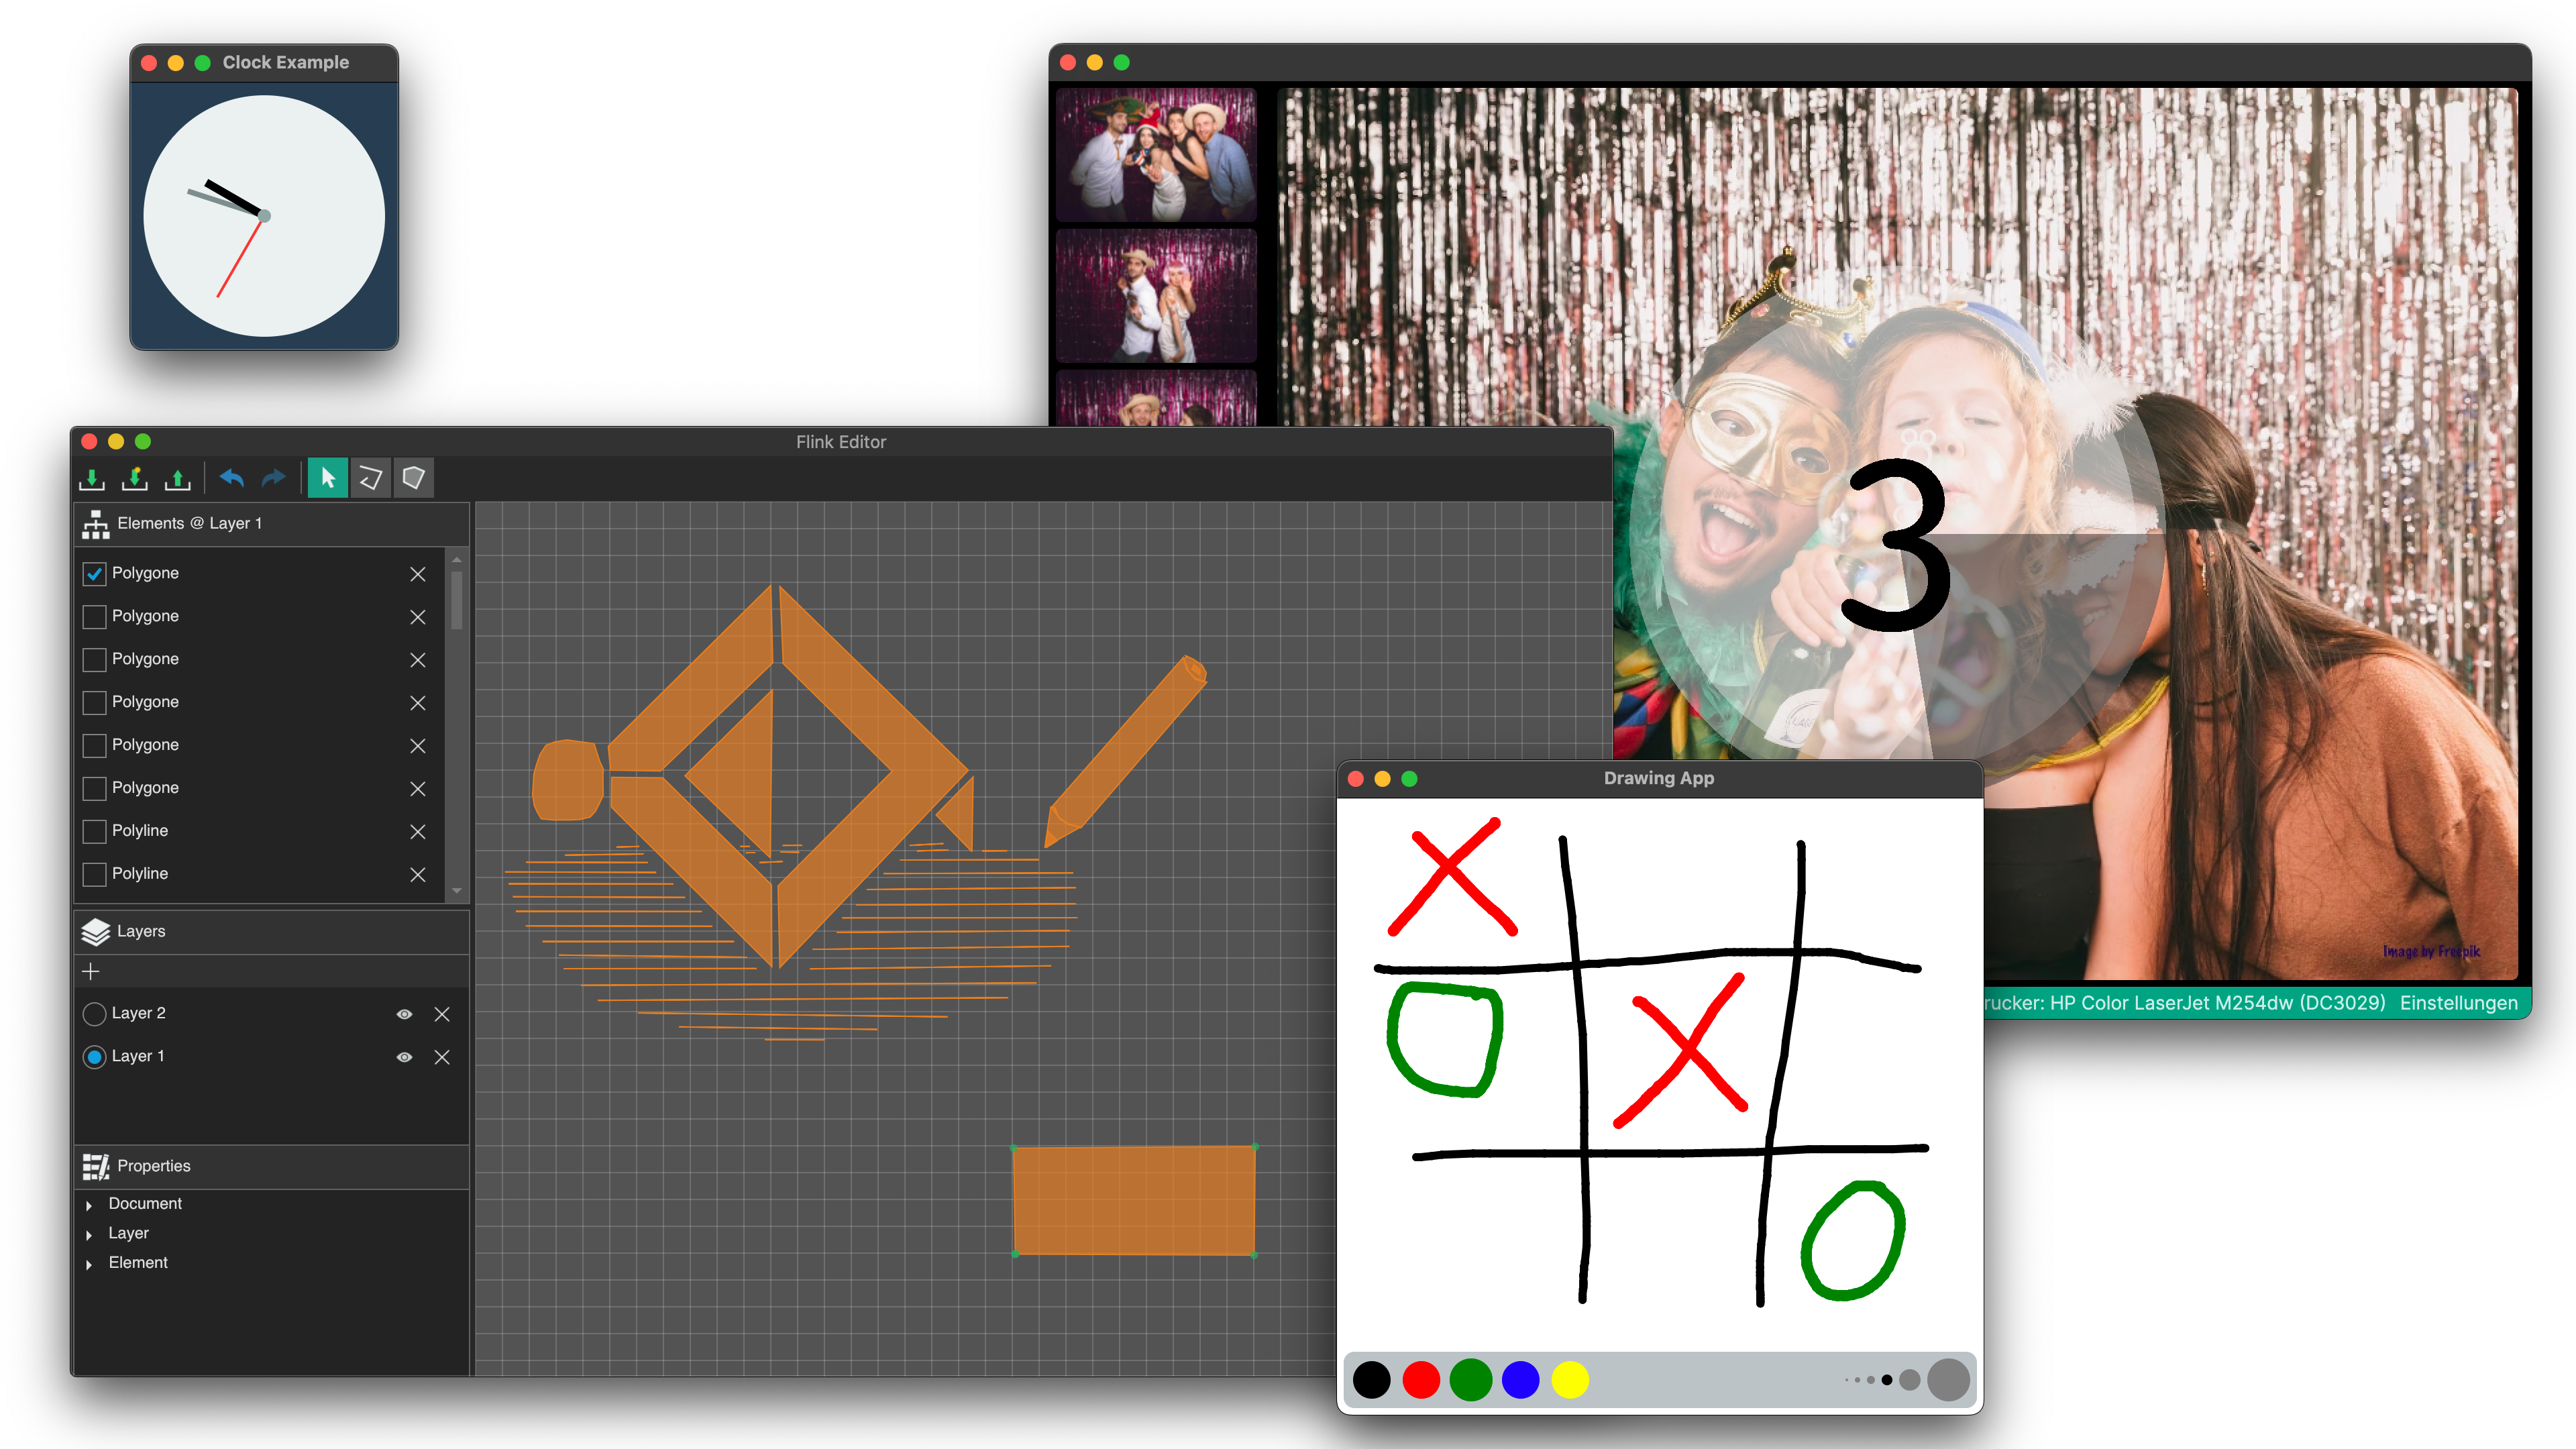 Clock Example
3
Image by Freepik
rucker: HP Color LaserJet M254dw (DC3029) Einstellungen
Flink Editor
Elements @ Layer 1
Polygone
Polygone
Polygone
Polygone
Polygone
Polygone
Polyline
Polyline
Layers
Layer 2
Layer 1
Properties
Document
Layer
Element
Drawing App